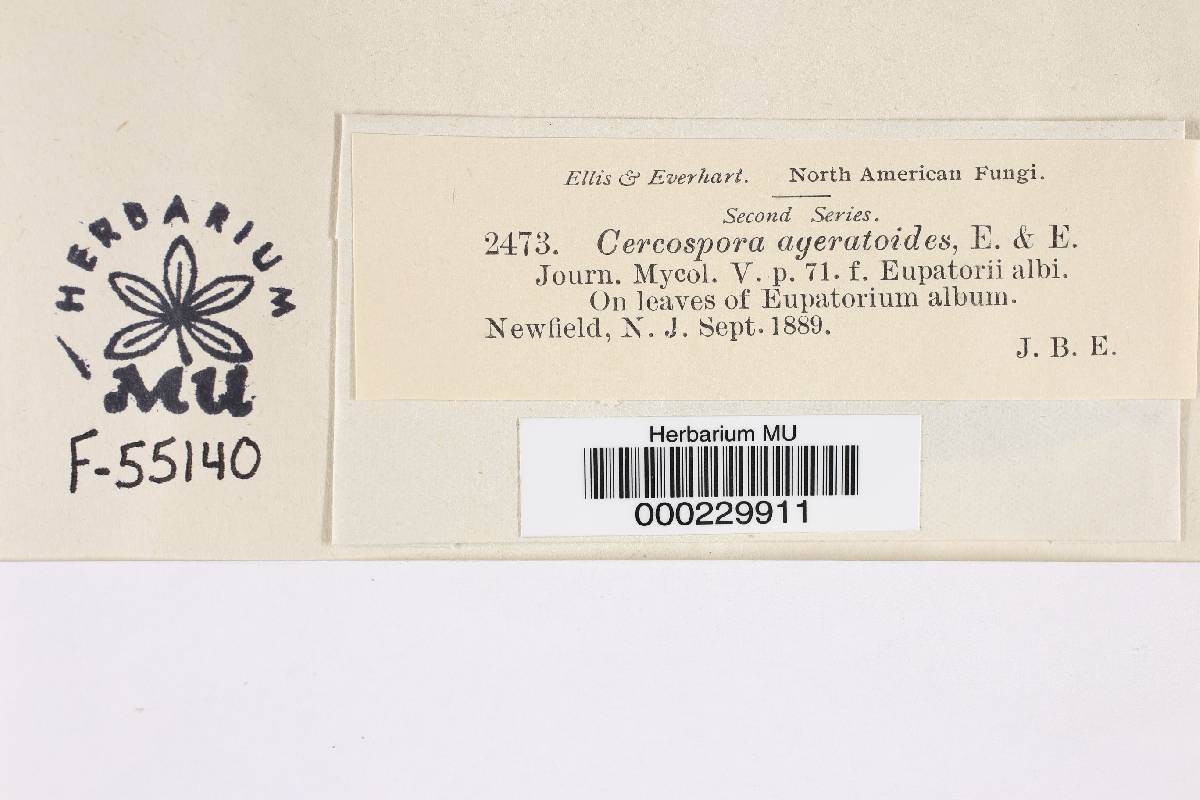 Ellis & Everhart. North American Fungi.
Second Series.
2473. Cercospora ageratoides, E. & E.
Journ. Mycol. V. p. 71. f. Eupatorii albi.
On leaves of Eupatorium album.
Newfield, N. J. Sept. 1889.
J. B. E.
HERBARIUM
MU
F-55140
Herbarium MU
000229911